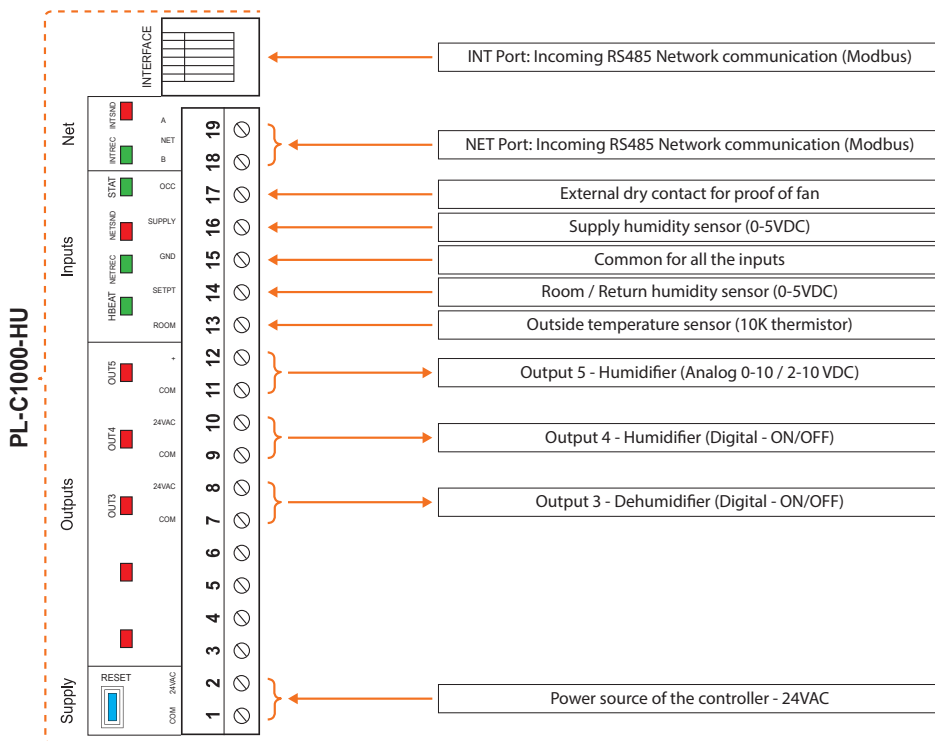 PL-C1000-HU
INTERFACE
INT Port: Incoming RS485 Network communication (Modbus)
Net
INTSND
INTREC
A
NET
B
19
18
NET Port: Incoming RS485 Network communication (Modbus)
Inputs
STAT
NETSND
NETREC
HBEAT
OCC
17
External dry contact for proof of fan
SUPPLY
16
Supply humidity sensor (0-5VDC)
GND
15
Common for all the inputs
SETPT
14
Room / Return humidity sensor (0-5VDC)
ROOM
13
Outside temperature sensor (10K thermistor)
Outputs
OUT5
+
COM
12
11
Output 5 - Humidifier (Analog 0-10 / 2-10 VDC)
OUT4
24VAC
COM
10
9
Output 4 - Humidifier (Digital - ON/OFF)
OUT3
24VAC
COM
8
7
Output 3 - Dehumidifier (Digital - ON/OFF)
6
5
4
3
Supply
RESET
24VAC
COM
2
1
Power source of the controller - 24VAC